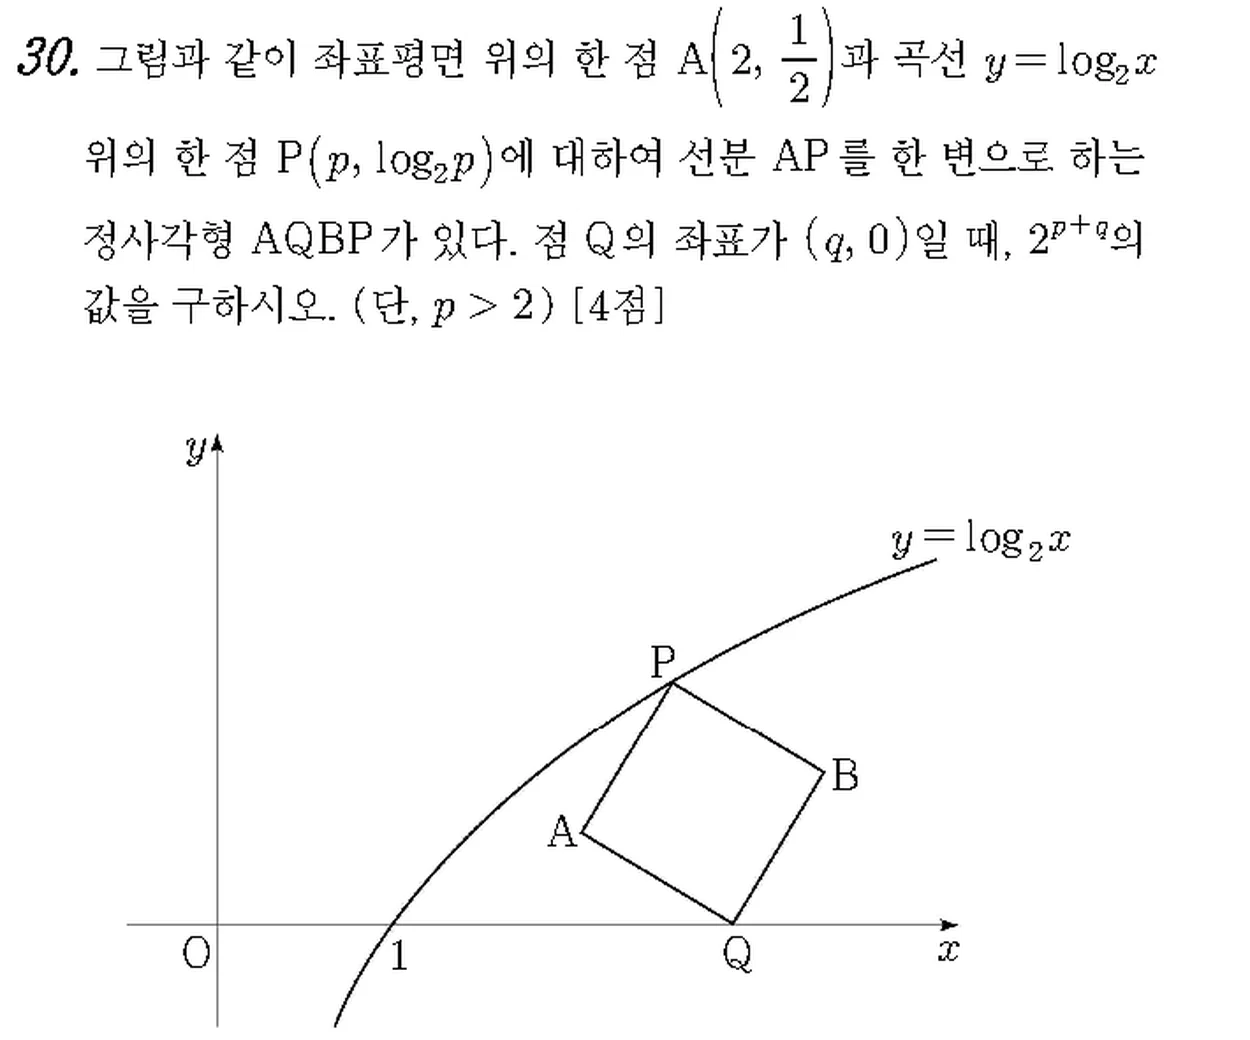 30. 그림과 같이 좌표평면 위의 한 점 A(2, 1/2)과 곡선 y=log₂x
위의 한 점 P(p, log₂p)에 대하여 선분 AP를 한 변으로 하는
정사각형 AQBP가 있다. 점 Q의 좌표가 (q, 0)일 때, 2^{p+q}의
값을 구하시오. (단, p > 2) [4점]
y
y=log₂x
P
B
A
O
1
Q
x